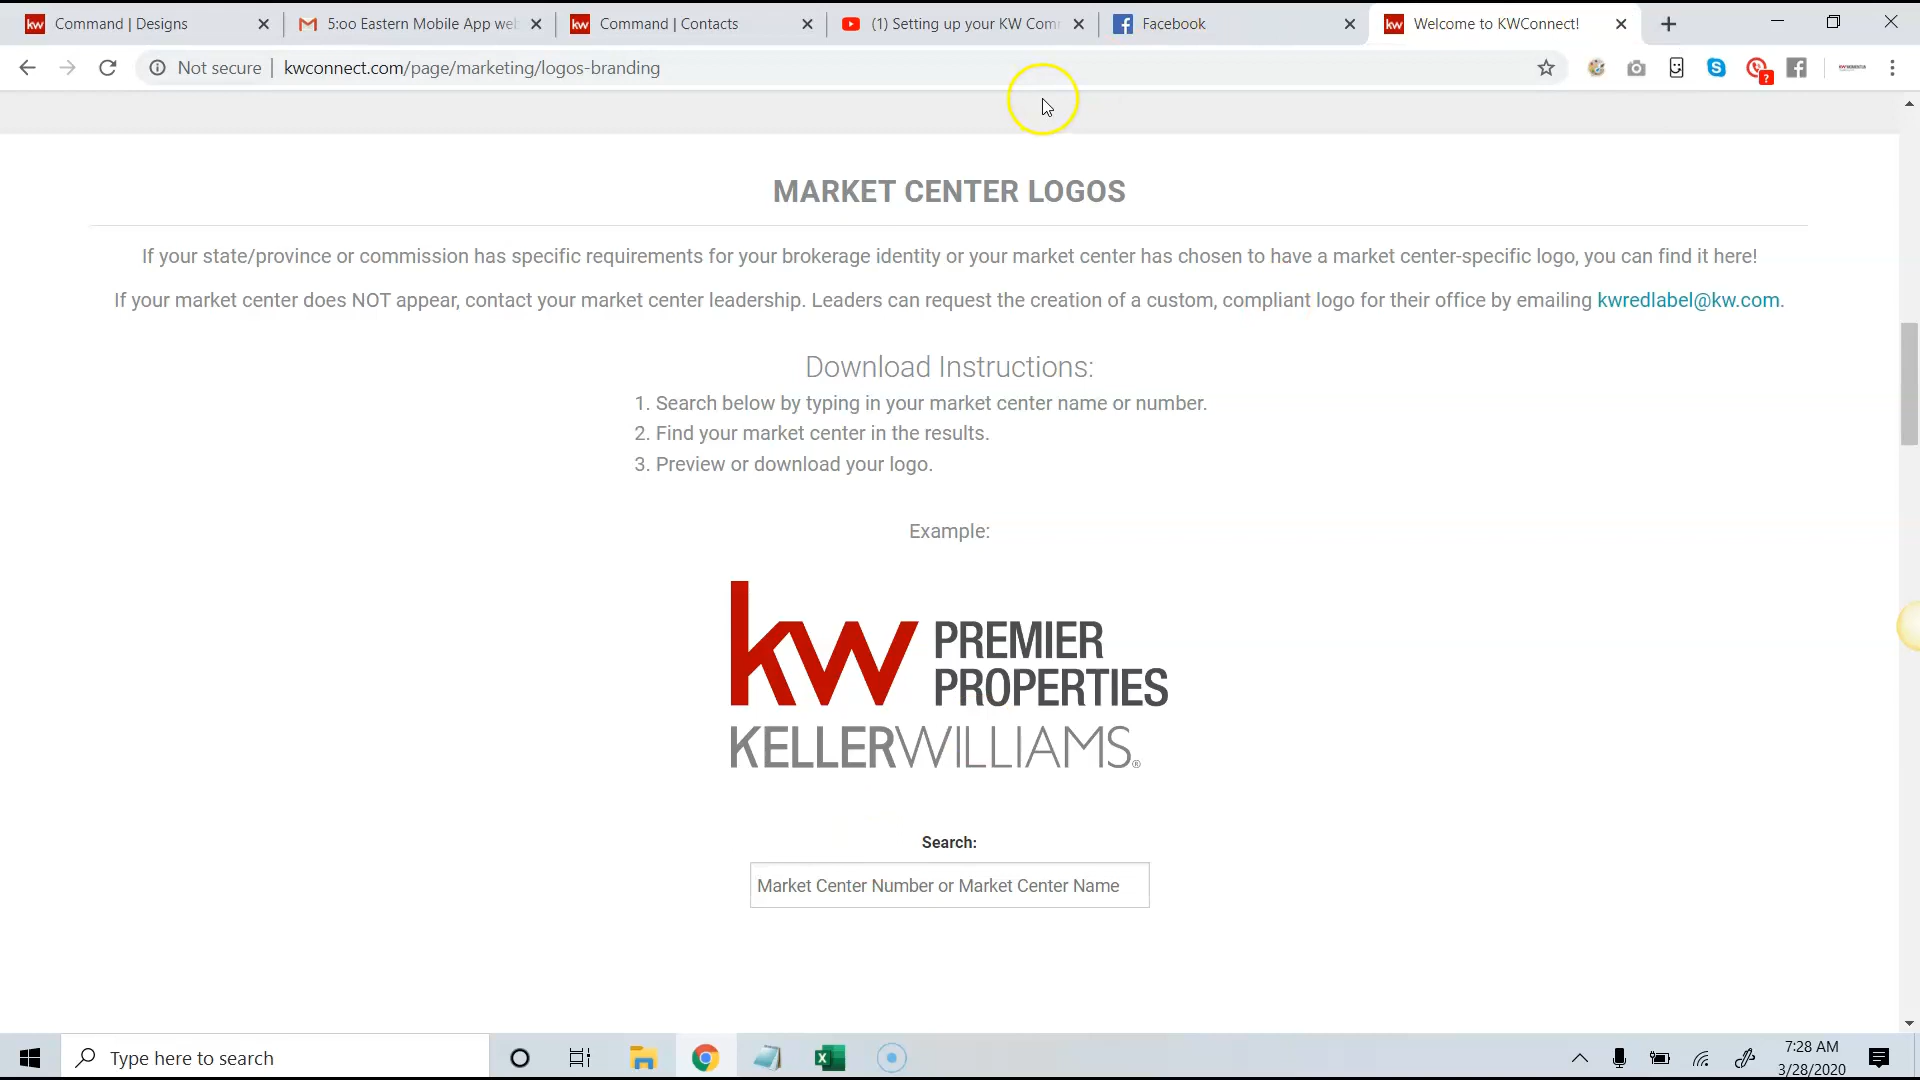 Command | Designs
5:oo Eastern Mobile App we
Command | Contacts
(1) Setting up your KW Com
Facebook
Welcome to KWConnect!
Not secure | kwconnect.com/page/marketing/logos-branding
MARKET CENTER LOGOS
If your state/province or commission has specific requirements for your brokerage identity or your market center has chosen to have a market center-specific logo, you can find it here!
If your market center does NOT appear, contact your market center leadership. Leaders can request the creation of a custom, compliant logo for their office by emailing kwredlabel@kw.com.
Download Instructions:
1. Search below by typing in your market center name or number.
2. Find your market center in the results.
3. Preview or download your logo.
Example:
kw PREMIER
PROPERTIES
KELLERWILLIAMS®
Search:
Market Center Number or Market Center Name
Type here to search
7:28 AM
3/28/2020